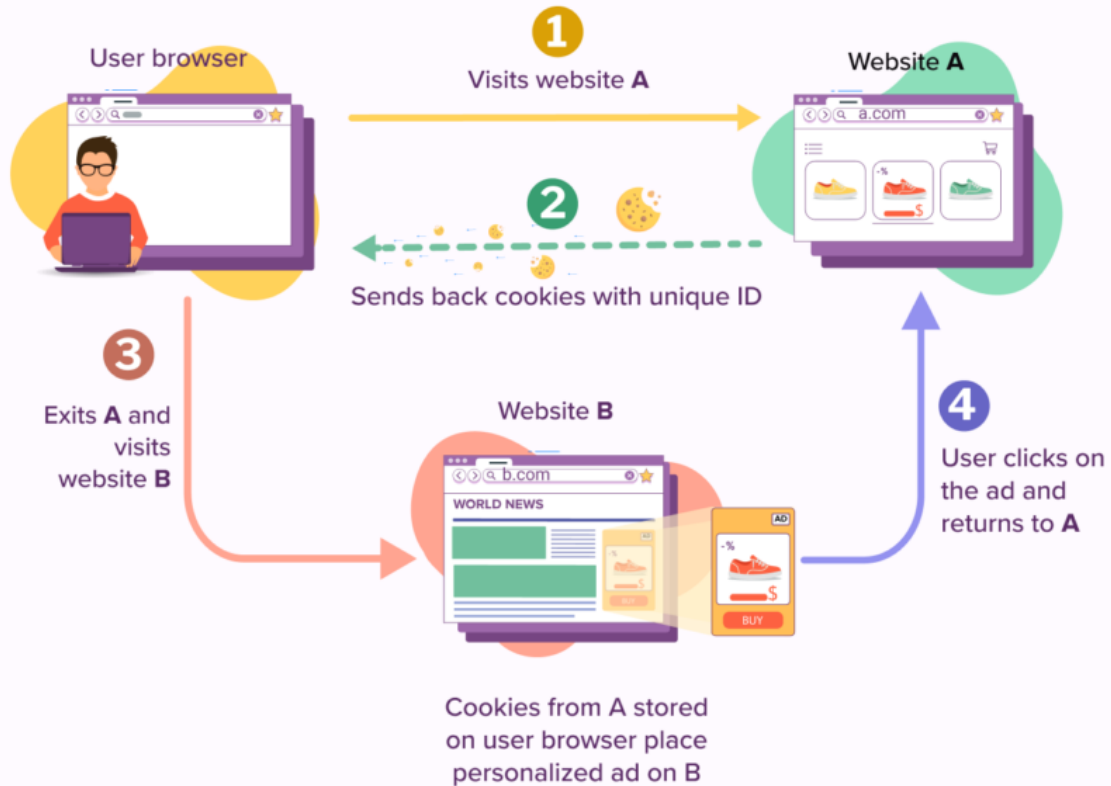 1
User browser
Visits website A
Website A
a.com
-%
$
2
Sends back cookies with unique ID
3
Exits A and
visits
website B
Website B
b.com
WORLD NEWS
AD
-%
$
BUY
AD
-%
$
BUY
4
User clicks on
the ad and
returns to A
Cookies from A stored
on user browser place
personalized ad on B